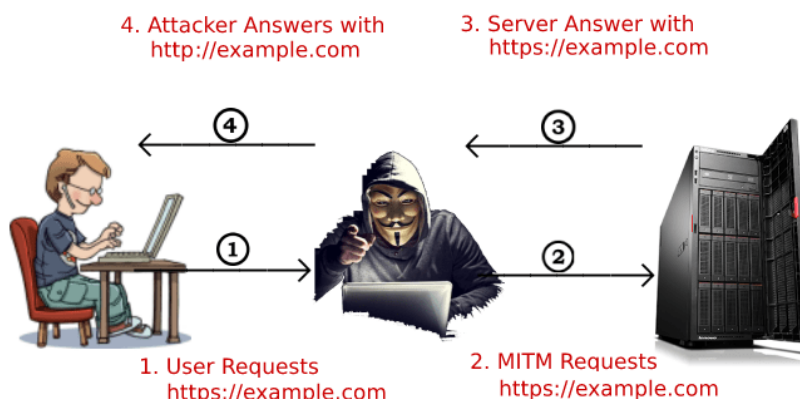 4. Attacker Answers with
http://example.com
3. Server Answer with
https://example.com
4
3
1
2
1. User Requests
https://example.com
2. MITM Requests
https://example.com